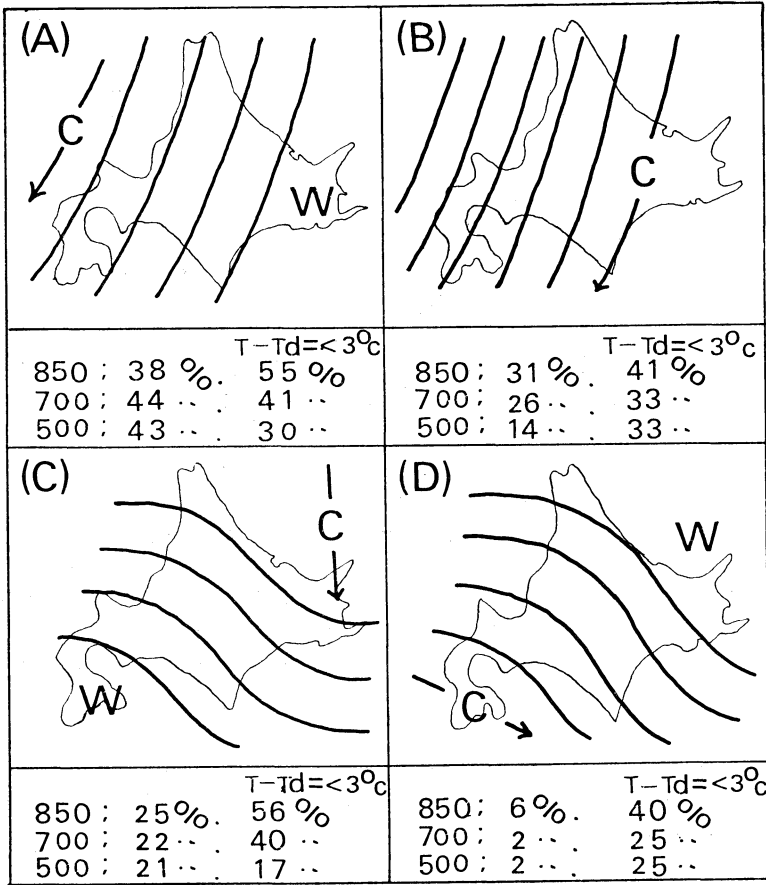 (A)
C
W
(B)
C
T-Td=<3°c
850 ; 38 %. 55 %
700 ; 44 ·· . 41 ··
500 ; 43 ·· . 30 ··
T-Td=<3°c
850 ; 31 %. 41 %
700 ; 26 ·· . 33 ··
500 ; 14 ·· . 33 ··
(C)
C
W
(D)
W
C
T-Td=<3°c
850 ; 25 %. 56 %
700 ; 22 ·· . 40 ··
500 ; 21 ·· . 17 ··
T-Td=<3°c
850 ; 6 %. 40 %
700 ; 2 ·· . 25 ··
500 ; 2 ·· . 25 ··